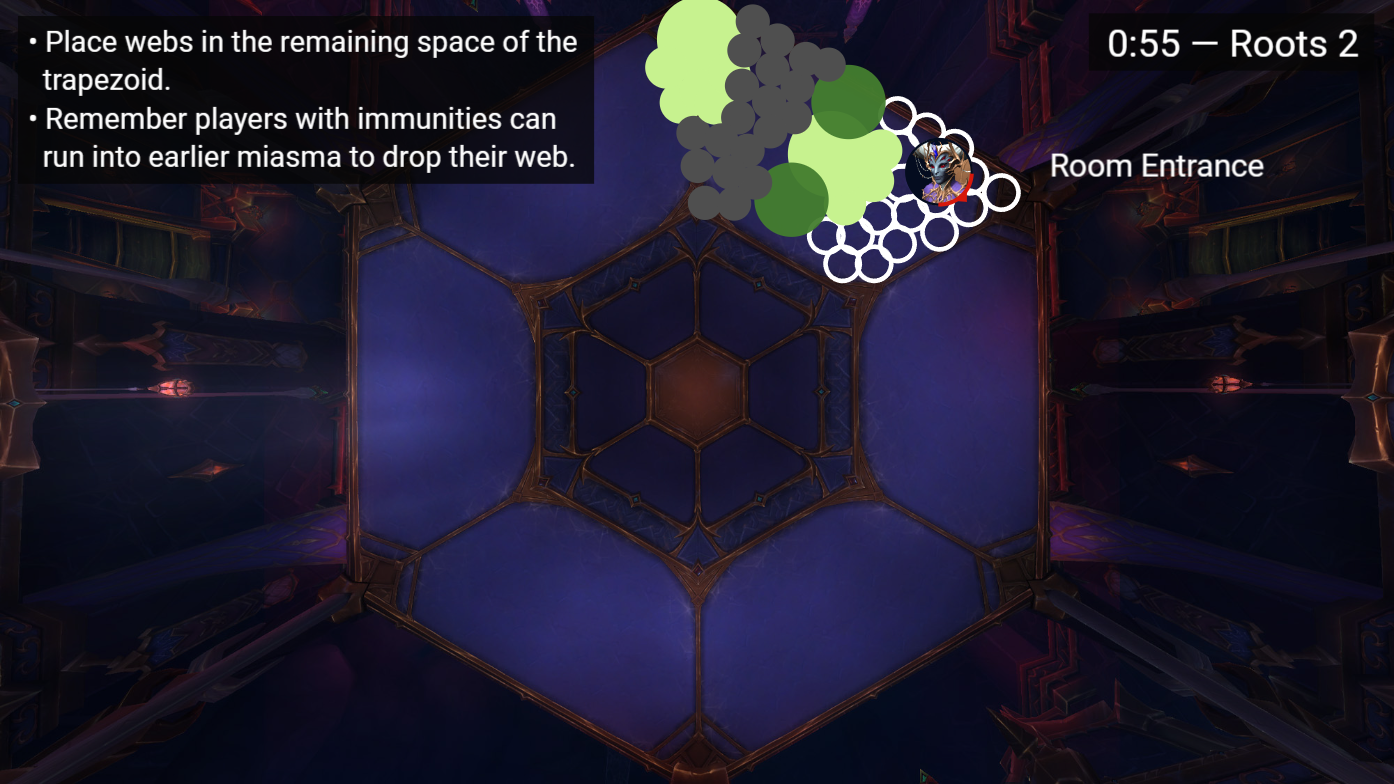 • Place webs in the remaining space of the
trapezoid.
• Remember players with immunities can
run into earlier miasma to drop their web.
0:55 — Roots 2
Room Entrance